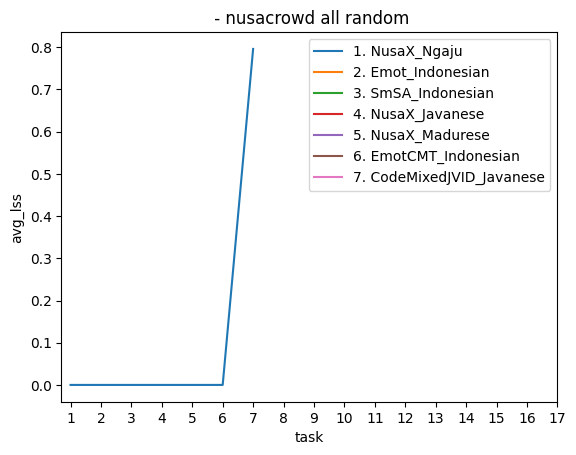 - nusacrowd all random
avg_lss
0.8
0.7
0.6
0.5
0.4
0.3
0.2
0.1
0.0
1. NusaX_Ngaju
2. Emot_Indonesian
3. SmSA_Indonesian
4. NusaX_Javanese
5. NusaX_Madurese
6. EmotCMT_Indonesian
7. CodeMixedJVID_Javanese
1 2 3 4 5 6 7 8 9 10 11 12 13 14 15 16 17
task